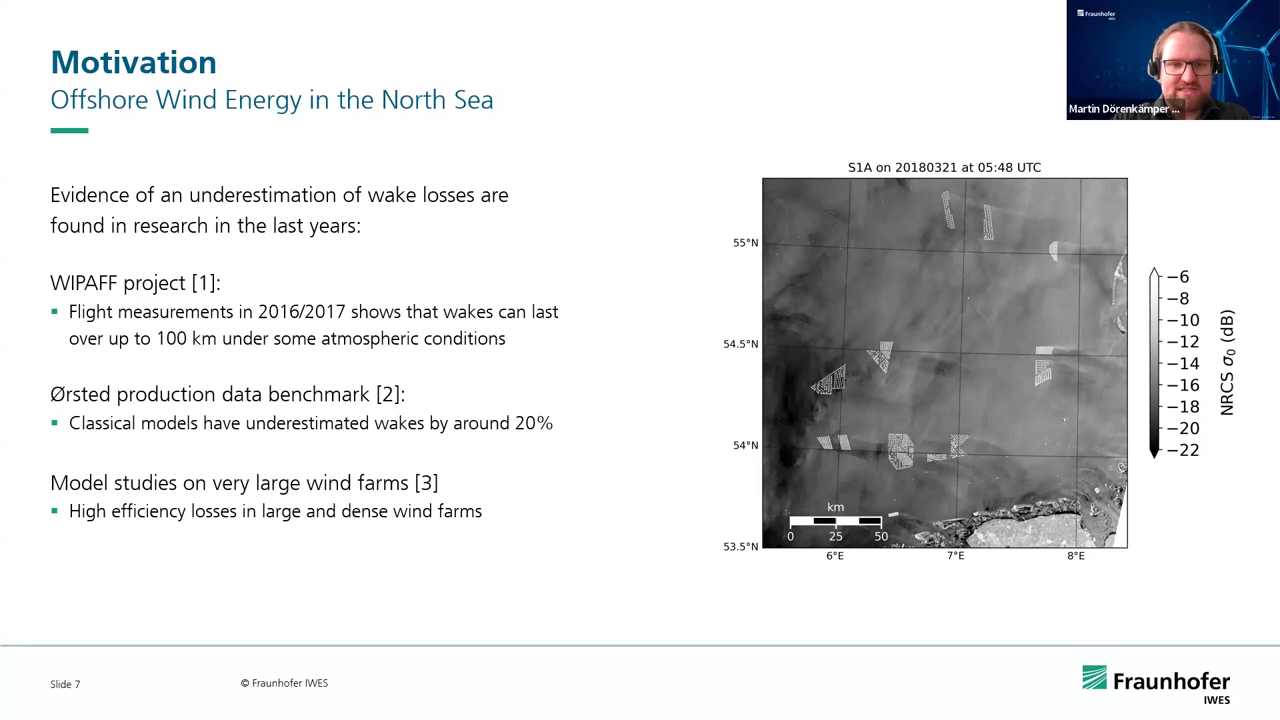 Motivation
Offshore Wind Energy in the North Sea
Fraunhofer
IWES
Martin Dörenkämper ...
Evidence of an underestimation of wake losses are
found in research in the last years:
WIPAFF project [1]:
▪ Flight measurements in 2016/2017 shows that wakes can last
over up to 100 km under some atmospheric conditions
Ørsted production data benchmark [2]:
▪ Classical models have underestimated wakes by around 20%
Model studies on very large wind farms [3]
▪ High efficiency losses in large and dense wind farms
S1A on 20180321 at 05:48 UTC
55°N
54.5°N
54°N
53.5°N
km
0 25 50
6°E 7°E 8°E
−6
−8
−10
−12
−14
−16
−18
−20
−22
NRCS σ0 (dB)
Slide 7
© Fraunhofer IWES
Fraunhofer
IWES